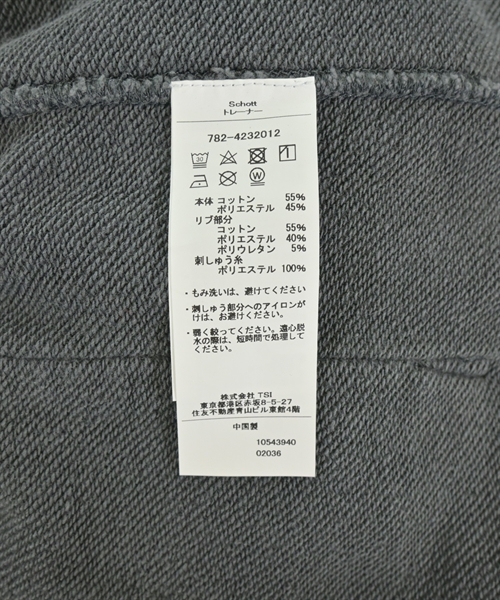 Schott
トレーナー
782-4232012
30
W
本体 コットン 55%
ポリエステル 45%
リブ部分
コットン 55%
ポリエステル 40%
ポリウレタン 5%
刺しゅう糸
ポリエステル 100%
・もみ洗いは、避けてください
・刺しゅう部分へのアイロンが
けは、お避けください。
・弱く絞ってください。遠心脱
水の際は、短時間で処理して
ください。
株式会社 TSI
東京都港区赤坂8-5-27
住友不動産青山ビル東館4階
中国製
10543940
02036